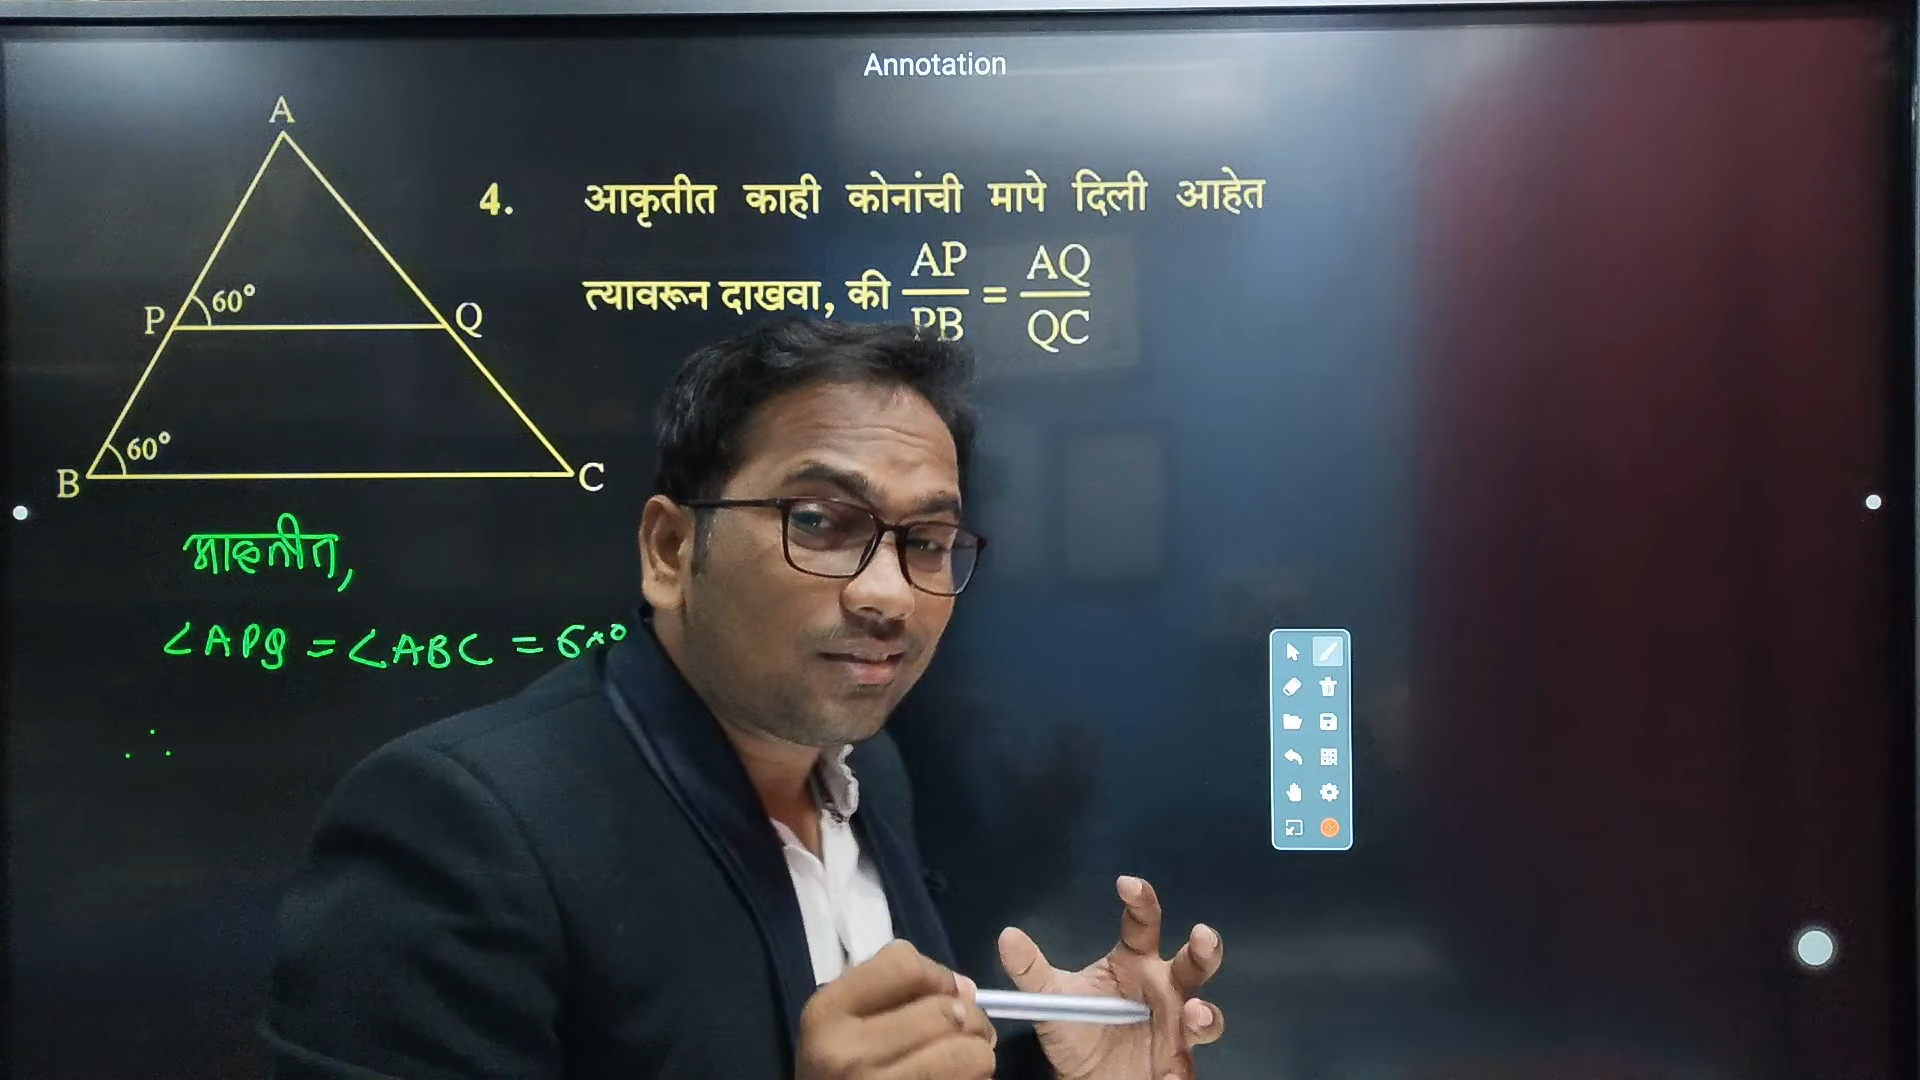 Annotation
A
4. आकृतीत काही कोनांची मापे दिली आहेत
त्यावरून दाखवा, की AP/PB = AQ/QC
P 60° Q
B 60° C
आकृतीत,
∠APQ = ∠ABC = 60°
∴